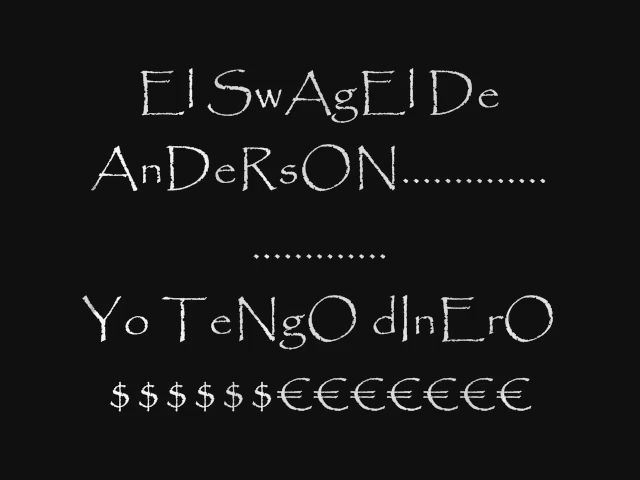 El SwAgEl De
AnDeRsON..............
.............
Yo TeNgO dInErO
$$$$$$€€€€€€€